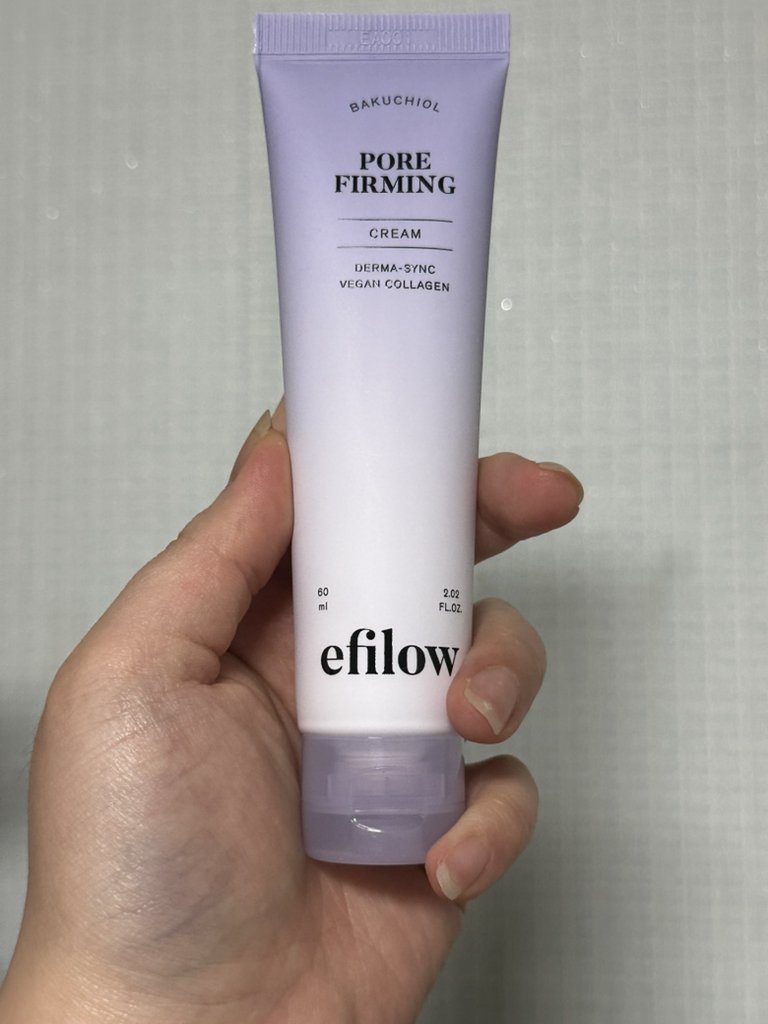 BAKUCHIOL
PORE
FIRMING
CREAM
DERMA-SYNC
VEGAN COLLAGEN
60
ml
2.02
FL.OZ.
efilow